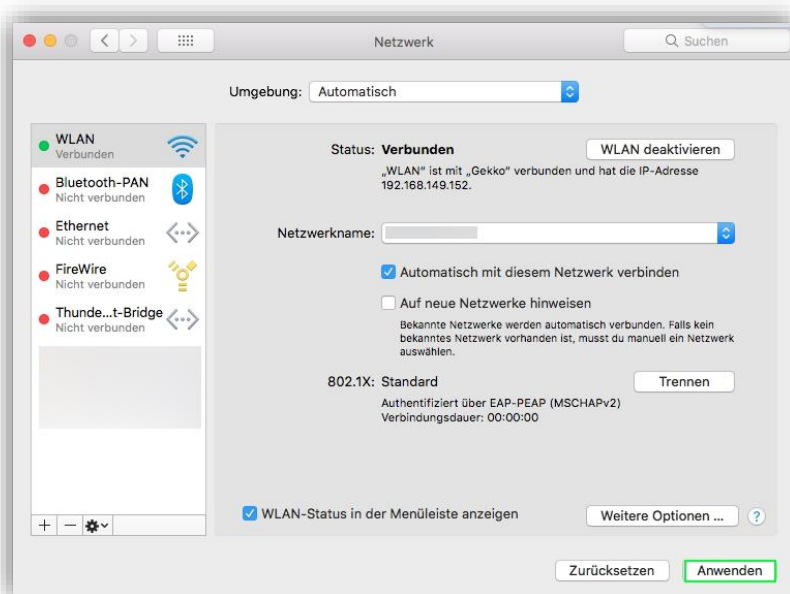 Netzwerk
Suchen
Umgebung: Automatisch
WLAN
Verbunden
Bluetooth-PAN
Nicht verbunden
Ethernet
Nicht verbunden
FireWire
Nicht verbunden
Thunde...t-Bridge
Nicht verbunden
Status: Verbunden
WLAN deaktivieren
„WLAN“ ist mit „Gekko“ verbunden und hat die IP-Adresse
192.168.149.152.
Netzwerkname:
Automatisch mit diesem Netzwerk verbinden
Auf neue Netzwerke hinweisen
Bekannte Netzwerke werden automatisch verbunden. Falls kein
bekanntes Netzwerk vorhanden ist, musst du manuell ein Netzwerk
auswählen.
802.1X: Standard
Trennen
Authentifiziert über EAP-PEAP (MSCHAPv2)
Verbindungsdauer: 00:00:00
WLAN-Status in der Menüleiste anzeigen
Weitere Optionen ...
?
Zurücksetzen
Anwenden